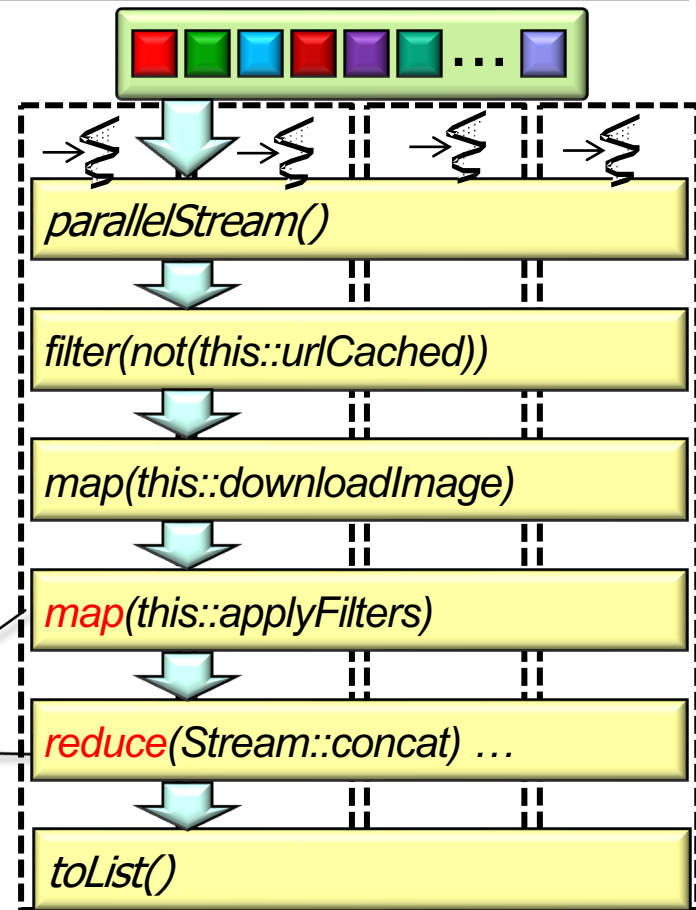 ...
parallelStream()
filter(not(this::urlCached))
map(this::downloadImage)
map(this::applyFilters)
reduce(Stream::concat) …
toList()